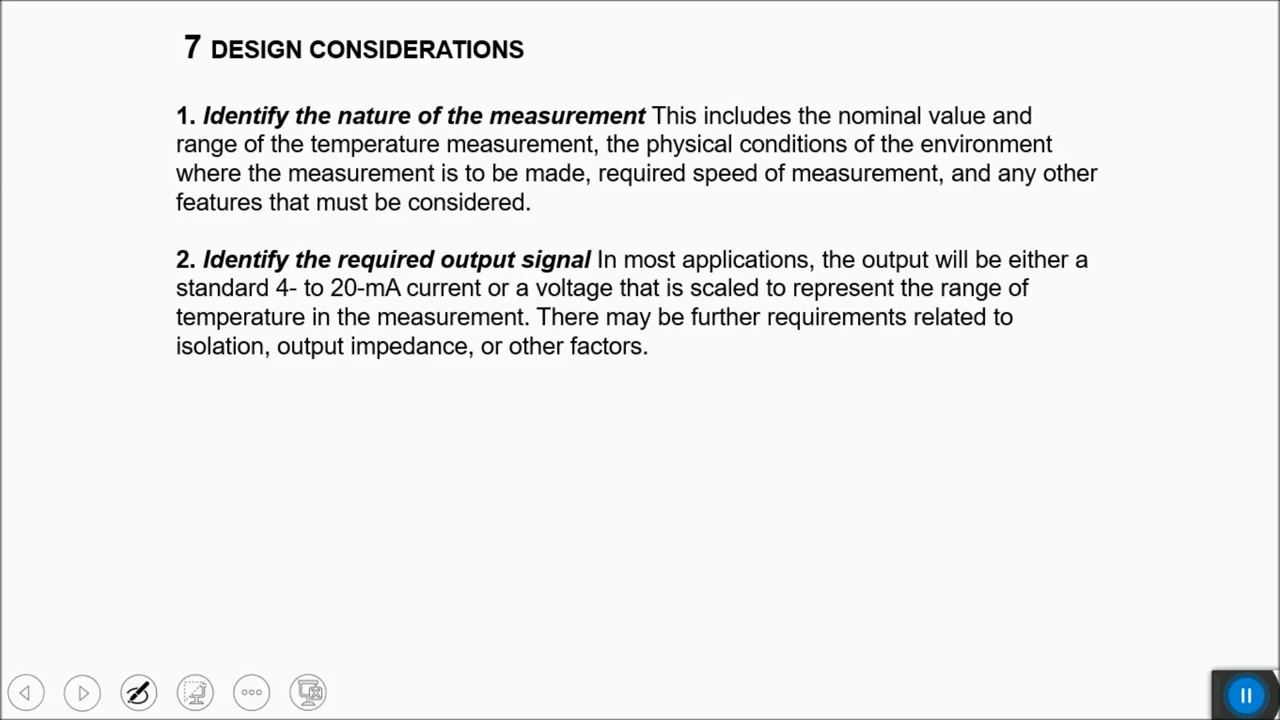 7 DESIGN CONSIDERATIONS
1. Identify the nature of the measurement This includes the nominal value and
range of the temperature measurement, the physical conditions of the environment
where the measurement is to be made, required speed of measurement, and any other
features that must be considered.
2. Identify the required output signal In most applications, the output will be either a
standard 4- to 20-mA current or a voltage that is scaled to represent the range of
temperature in the measurement. There may be further requirements related to
isolation, output impedance, or other factors.